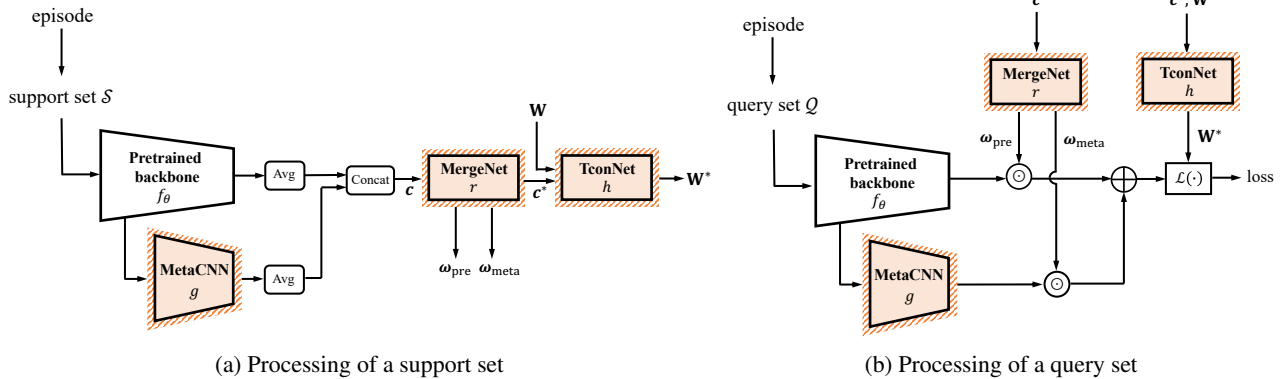 episode
support set 𝒮
Pretrained
backbone
f_θ
Avg
Concat
c
MergeNet
r
c*
W
TconNet
h
W*
MetaCNN
g
Avg
ω_pre
ω_meta
(a) Processing of a support set
episode
query set 𝒬
Pretrained
backbone
f_θ
MetaCNN
g
MergeNet
r
TconNet
h
ω_pre
ω_meta
W*
ℒ(·)
loss
(b) Processing of a query set